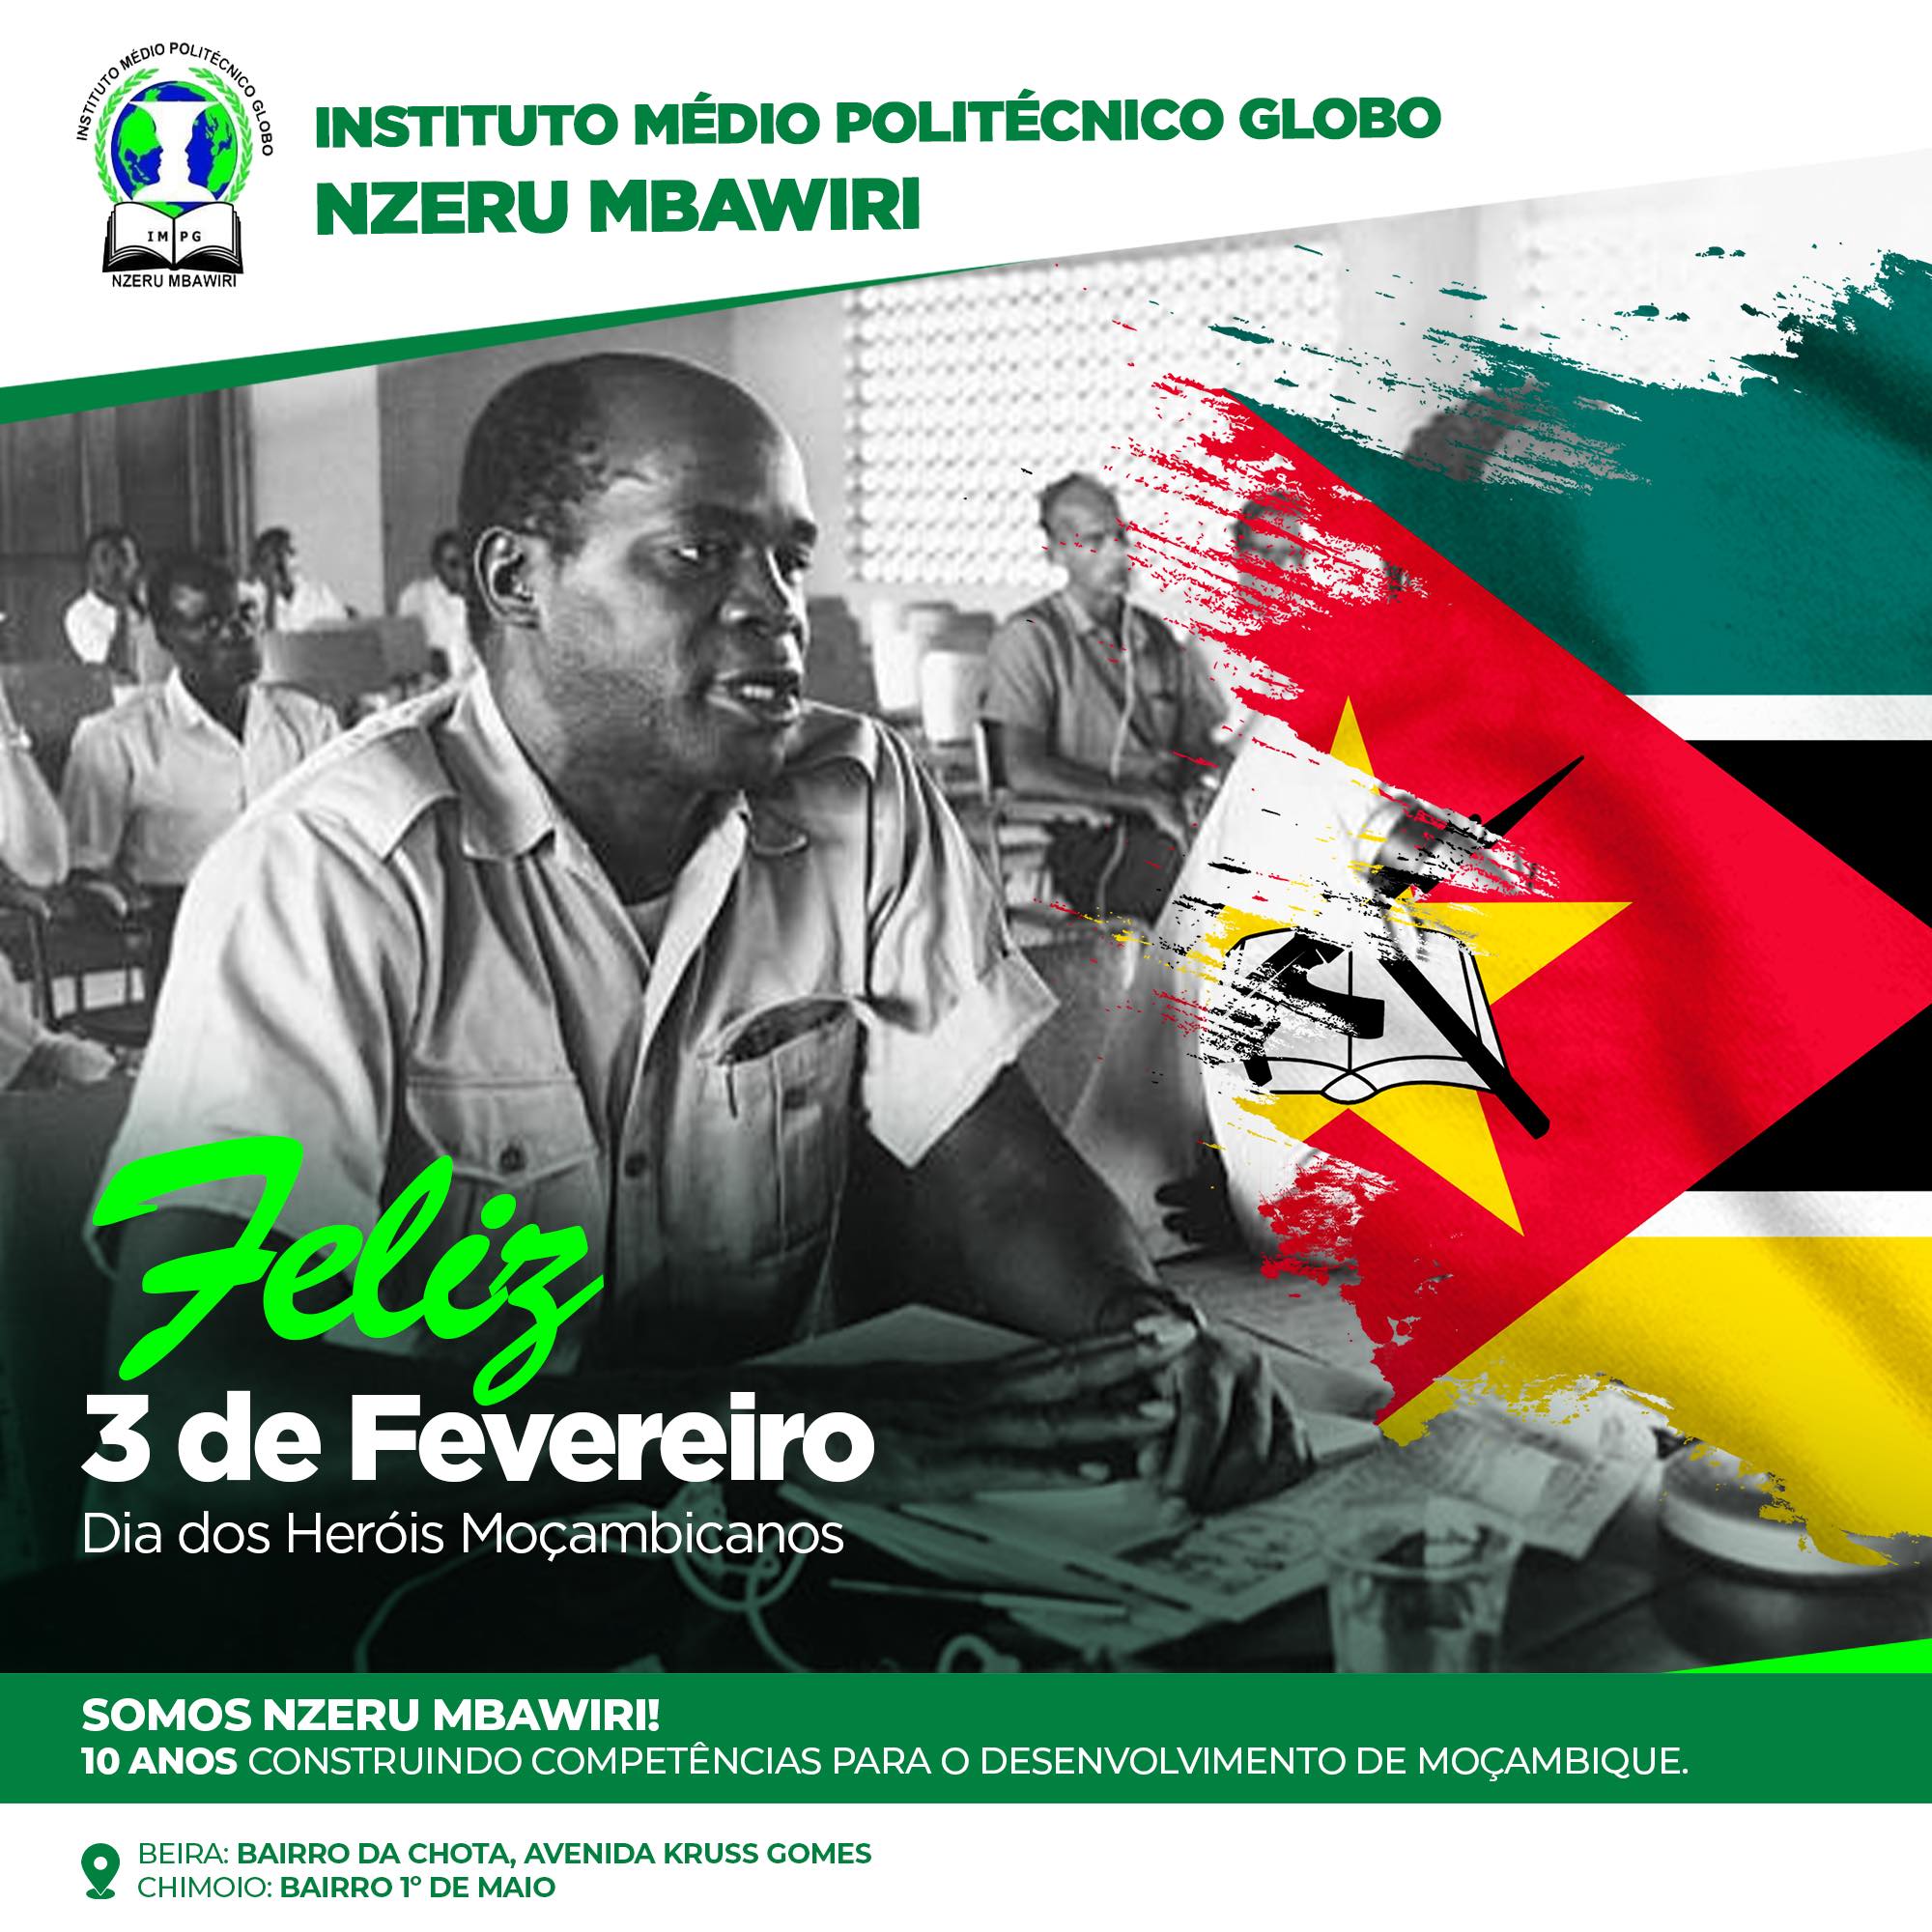 INSTITUTO MÉDIO POLITÉCNICO GLOBO
IM PG
NZERU MBAWIRI
INSTITUTO MÉDIO POLITÉCNICO GLOBO
NZERU MBAWIRI
Feliz
3 de Fevereiro
Dia dos Heróis Moçambicanos
SOMOS NZERU MBAWIRI!
10 ANOS CONSTRUINDO COMPETÊNCIAS PARA O DESENVOLVIMENTO DE MOÇAMBIQUE.
BEIRA: BAIRRO DA CHOTA, AVENIDA KRUSS GOMES
CHIMOIO: BAIRRO 1º DE MAIO